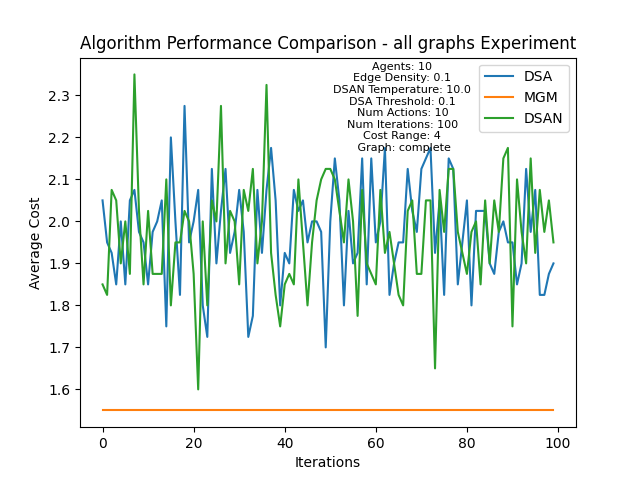 Algorithm Performance Comparison - all graphs Experiment
Agents: 10
Edge Density: 0.1
DSAN Temperature: 10.0
DSA Threshold: 0.1
Num Actions: 10
Num Iterations: 100
Cost Range: 4
Graph: complete
DSA
MGM
DSAN
Average Cost
2.3
2.2
2.1
2.0
1.9
1.8
1.7
1.6
0
20
40
60
80
100
Iterations